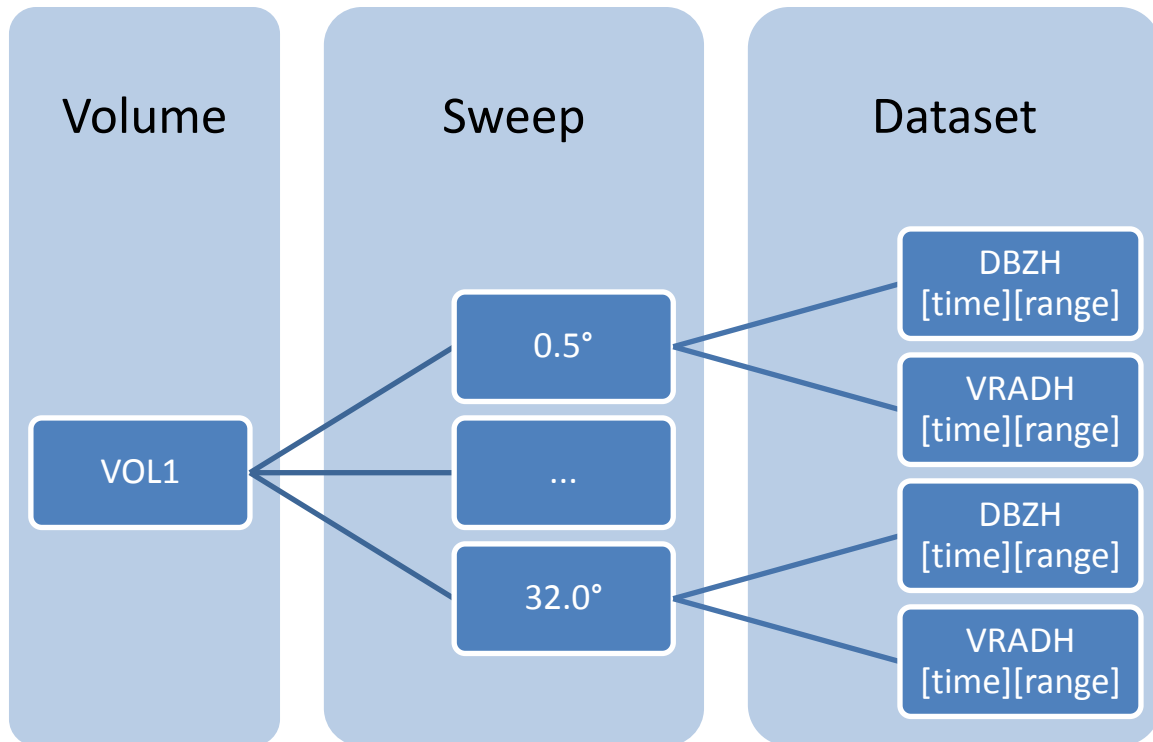 Volume
Sweep
Dataset
VOL1
0.5°
...
32.0°
DBZH
[time][range]
VRADH
[time][range]
DBZH
[time][range]
VRADH
[time][range]